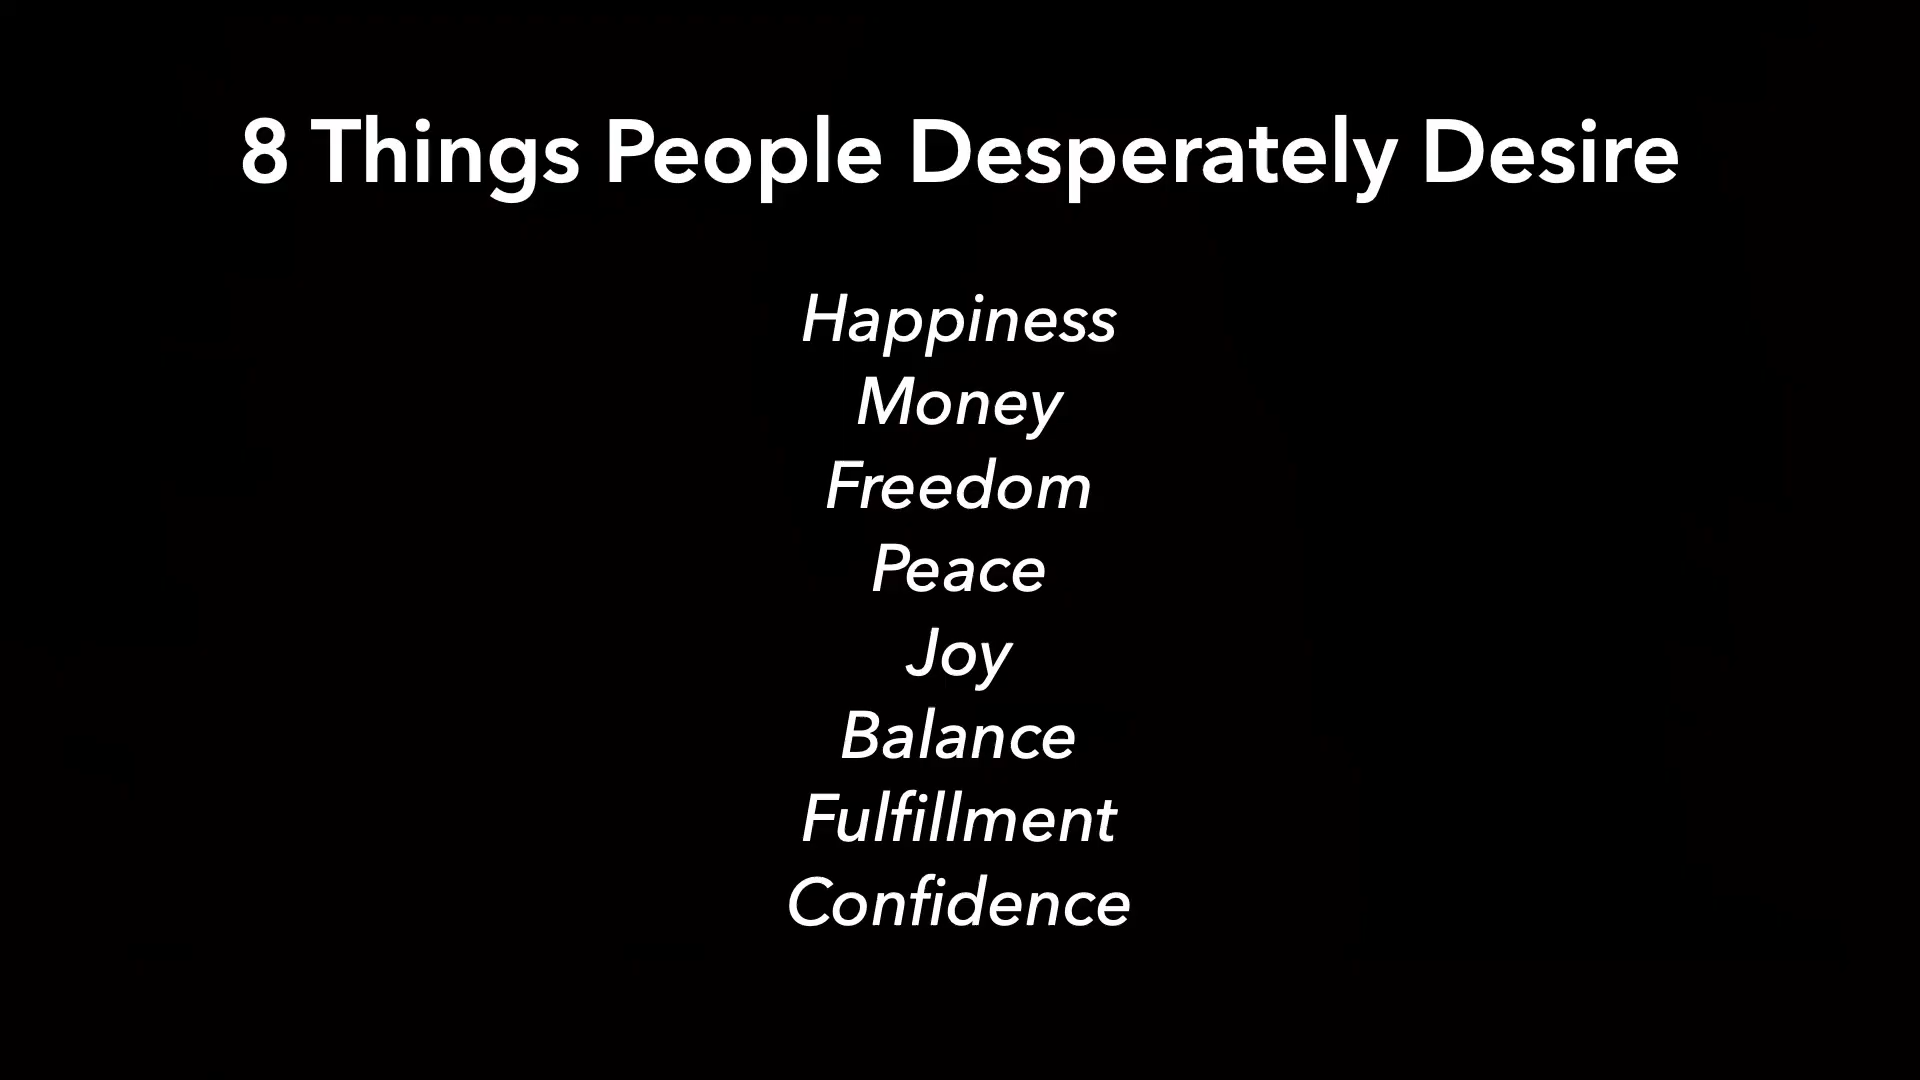 8 Things People Desperately Desire
Happiness
Money
Freedom
Peace
Joy
Balance
Fulfillment
Confidence